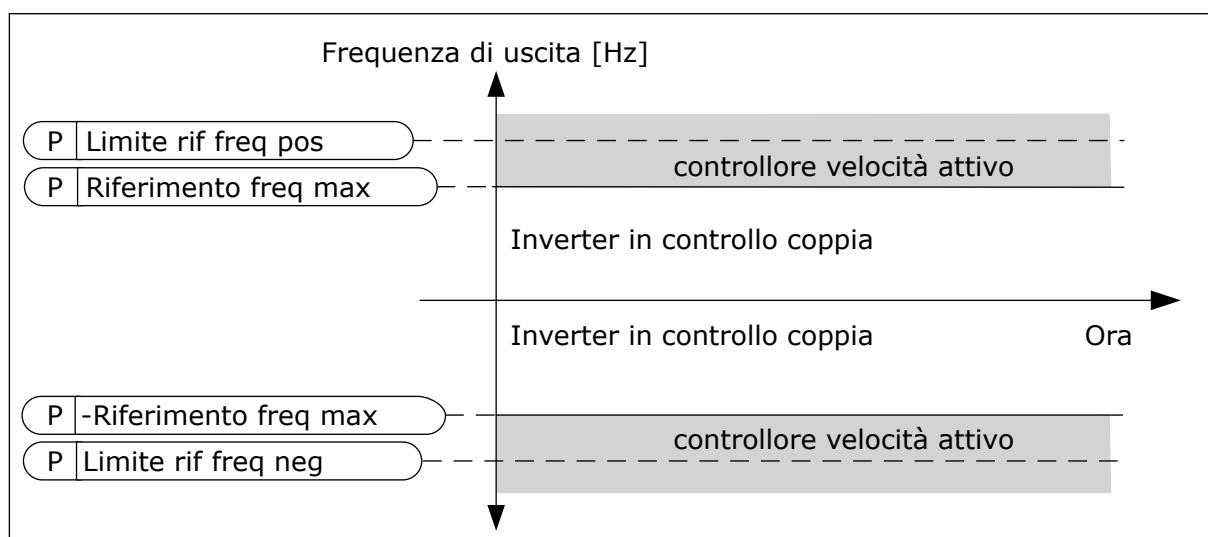 Frequenza di uscita [Hz]
P Limite rif freq pos
controllore velocità attivo
P Riferimento freq max
Inverter in controllo coppia
Inverter in controllo coppia
Ora
P -Riferimento freq max
controllore velocità attivo
P Limite rif freq neg